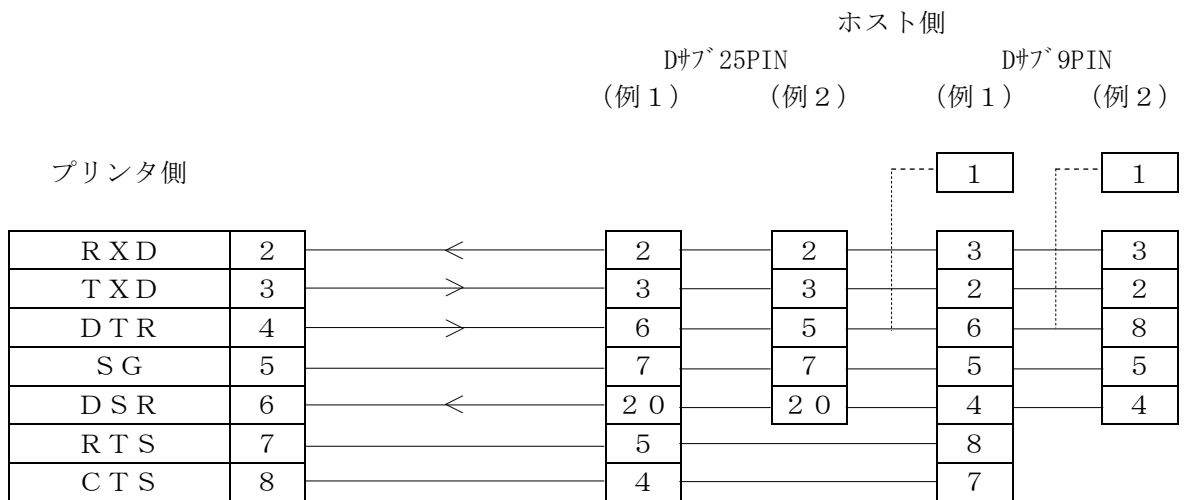 ホスト側
Dｻﾌﾞ25PIN Dｻﾌﾞ9PIN
(例１) (例２) (例１) (例２)
プリンタ側 １ １
ＲＸＤ ２ ２ ２ ３ ３
ＴＸＤ ３ ３ ３ ２ ２
ＤＴＲ ４ ６ ５ ６ ８
ＳＧ ５ ７ ７ ５ ５
ＤＳＲ ６ ２０ ２０ ４ ４
ＲＴＳ ７ ５ ８
ＣＴＳ ８ ４ ７